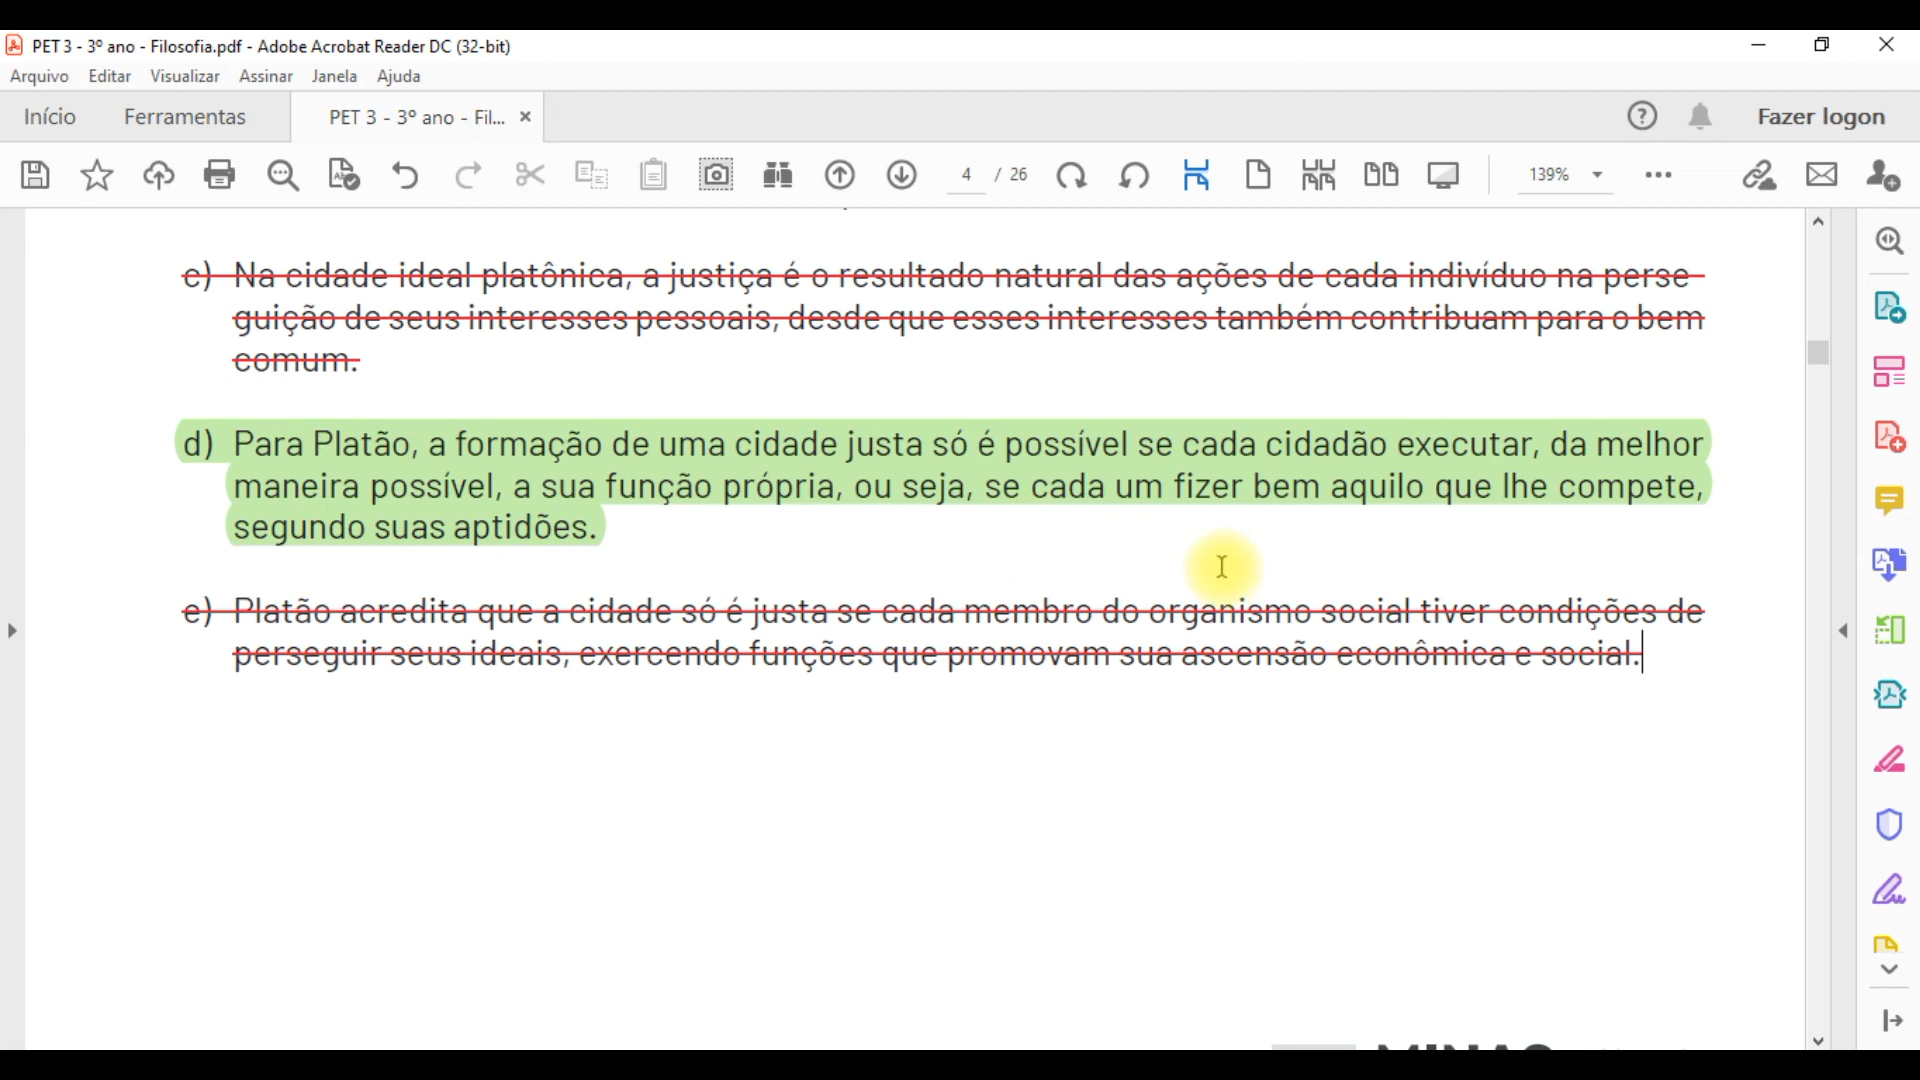 PET 3 - 3º ano - Filosofia.pdf - Adobe Acrobat Reader DC (32-bit)
Arquivo Editar Visualizar Assinar Janela Ajuda
Início Ferramentas PET 3 - 3º ano - Fil... Fazer logon
4 / 26 139%
c) Na cidade ideal platônica, a justiça é o resultado natural das ações de cada indivíduo na perse
guição de seus interesses pessoais, desde que esses interesses também contribuam para o bem
comum.
d) Para Platão, a formação de uma cidade justa só é possível se cada cidadão executar, da melhor
maneira possível, a sua função própria, ou seja, se cada um fizer bem aquilo que lhe compete,
segundo suas aptidões.
e) Platão acredita que a cidade só é justa se cada membro do organismo social tiver condições de
perseguir seus ideais, exercendo funções que promovam sua ascensão econômica e social.